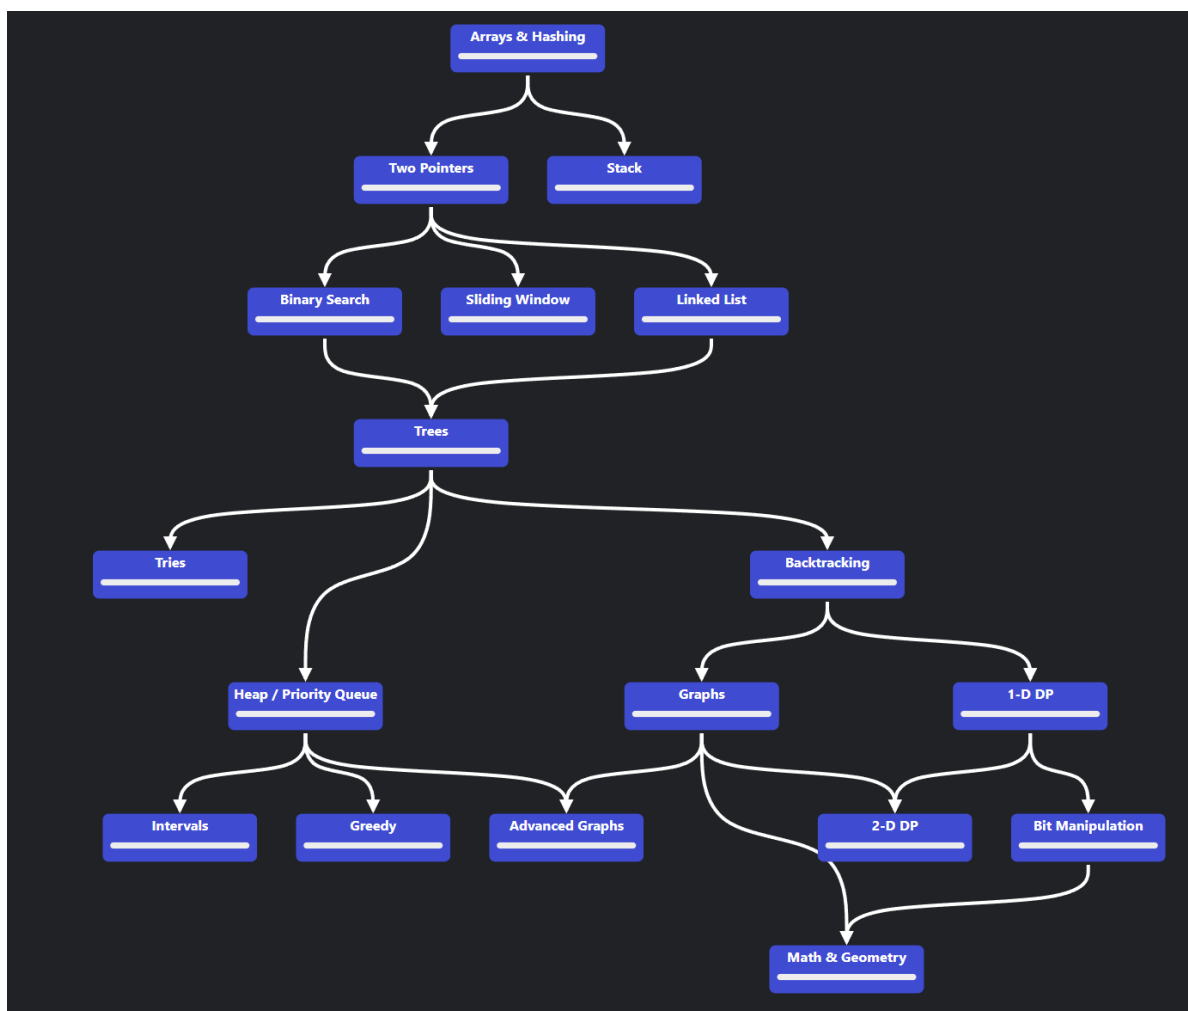 Arrays & Hashing
Two Pointers
Stack
Binary Search
Sliding Window
Linked List
Trees
Tries
Backtracking
Heap / Priority Queue
Graphs
1-D DP
Intervals
Greedy
Advanced Graphs
2-D DP
Bit Manipulation
Math & Geometry